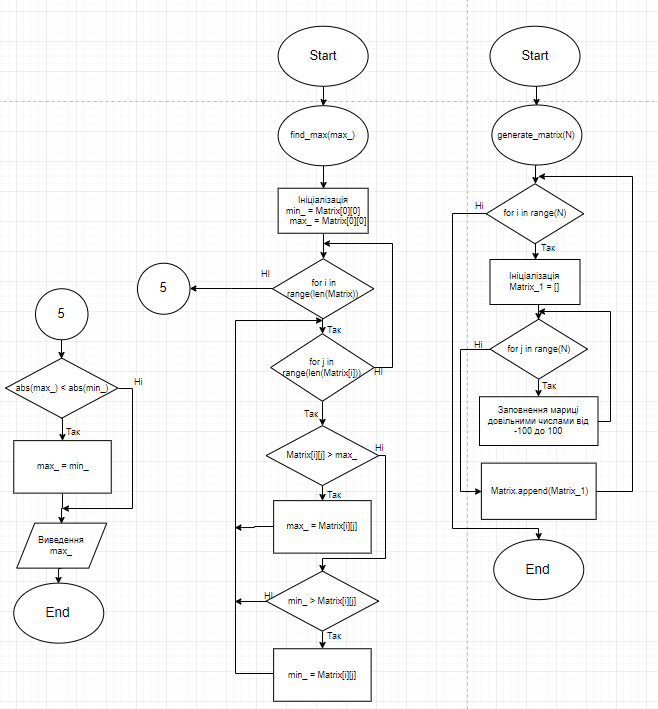 Start
find_max(max_)
Ініціалізація
min_ = Matrix[0][0]
max_ = Matrix[0][0]
for i in
range(len(Matrix))
НІ
5
Так
for j in
range(len(Matrix[i]))
НІ
Так
Matrix[i][j] > max_
Ні
Так
max_ = Matrix[i][j]
min_ > Matrix[i][j]
НІ
Так
min_ = Matrix[i][j]
5
abs(max_) < abs(min_)
Ні
Так
max_ = min_
Виведення
max_
End
Start
generate_matrix(N)
for i in range(N)
Ні
Так
Ініціалізація
Matrix_1 = []
for j in range(N)
Ні
Так
Заповнення мариці
довільними числами від
-100 до 100
Matrix.append(Matrix_1)
End